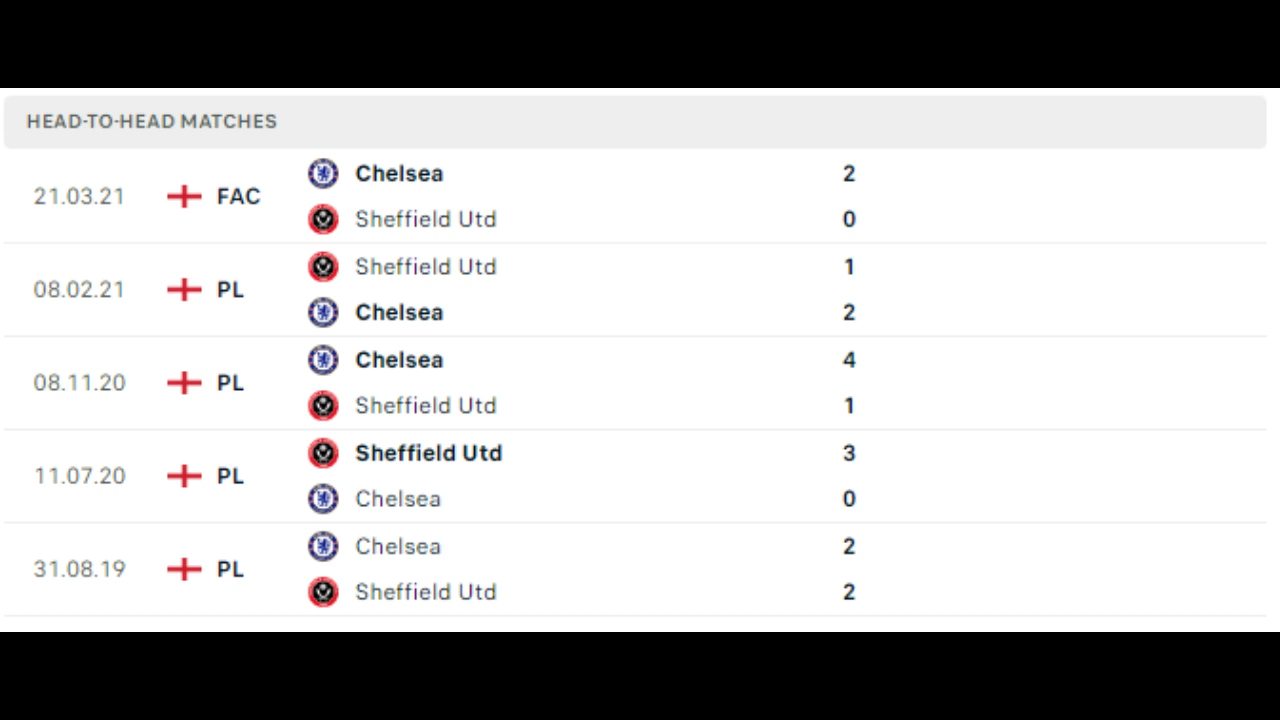 HEAD-TO-HEAD MATCHES
21.03.21 FAC Chelsea 2
Sheffield Utd 0
08.02.21 PL Sheffield Utd 1
Chelsea 2
08.11.20 PL Chelsea 4
Sheffield Utd 1
11.07.20 PL Sheffield Utd 3
Chelsea 0
31.08.19 PL Chelsea 2
Sheffield Utd 2